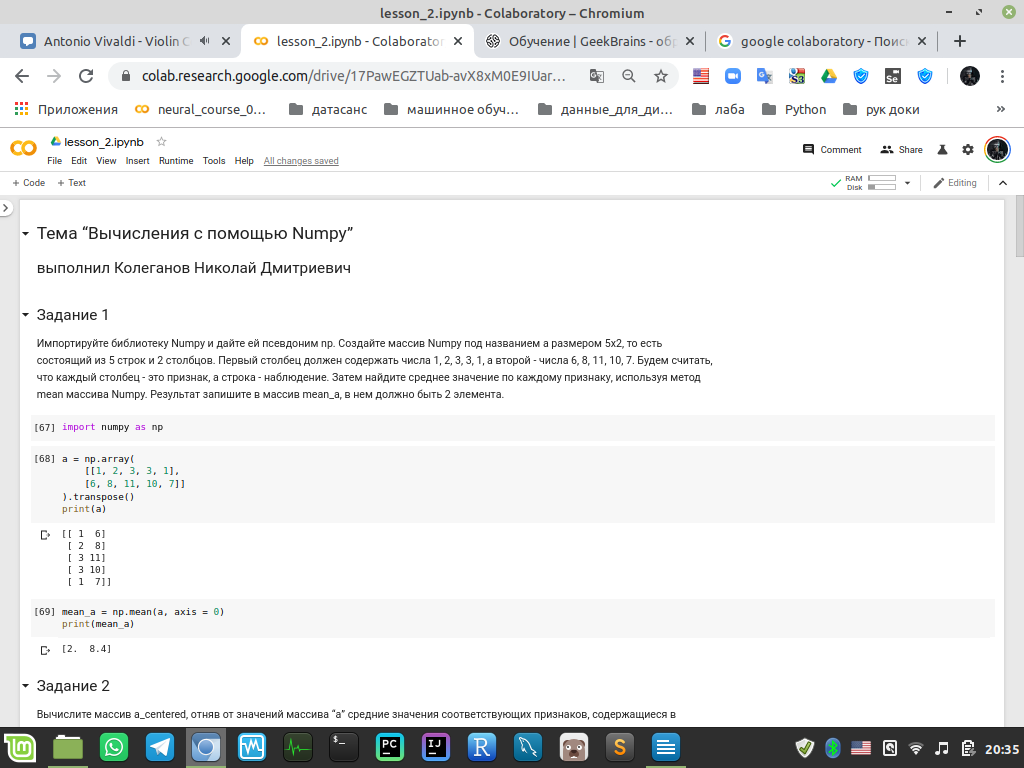 lesson_2.ipynb - Colaboratory – Chromium
Antonio Vivaldi - Violin C
lesson_2.ipynb - Colaborator
Обучение | GeekBrains - обр
google colaboratory - Поис
colab.research.google.com/drive/17PawEGZTUab-avX8xM0E9IUar...
Приложения
neural_course_0...
датасанс
машинное обуч...
данные_для_ди...
лаба
Python
рук доки
»
lesson_2.ipynb
File Edit View Insert Runtime Tools Help All changes saved
Comment
Share
+ Code + Text
RAM
Disk
Editing
Тема “Вычисления с помощью Numpy”
выполнил Колеганов Николай Дмитриевич
Задание 1
Импортируйте библиотеку Numpy и дайте ей псевдоним np. Создайте массив Numpy под названием a размером 5x2, то есть
состоящий из 5 строк и 2 столбцов. Первый столбец должен содержать числа 1, 2, 3, 3, 1, а второй - числа 6, 8, 11, 10, 7. Будем считать,
что каждый столбец - это признак, а строка - наблюдение. Затем найдите среднее значение по каждому признаку, используя метод
mean массива Numpy. Результат запишите в массив mean_a, в нем должно быть 2 элемента.
[67] import numpy as np
[68] a = np.array(
[[1, 2, 3, 3, 1],
[6, 8, 11, 10, 7]]
).transpose()
print(a)
[[ 1  6]
[ 2  8]
[ 3 11]
[ 3 10]
[ 1  7]]
[69] mean_a = np.mean(a, axis = 0)
print(mean_a)
[2.  8.4]
Задание 2
Вычислите массив a_centered, отняв от значений массива “а” средние значения соответствующих признаков, содержащиеся в
20:35